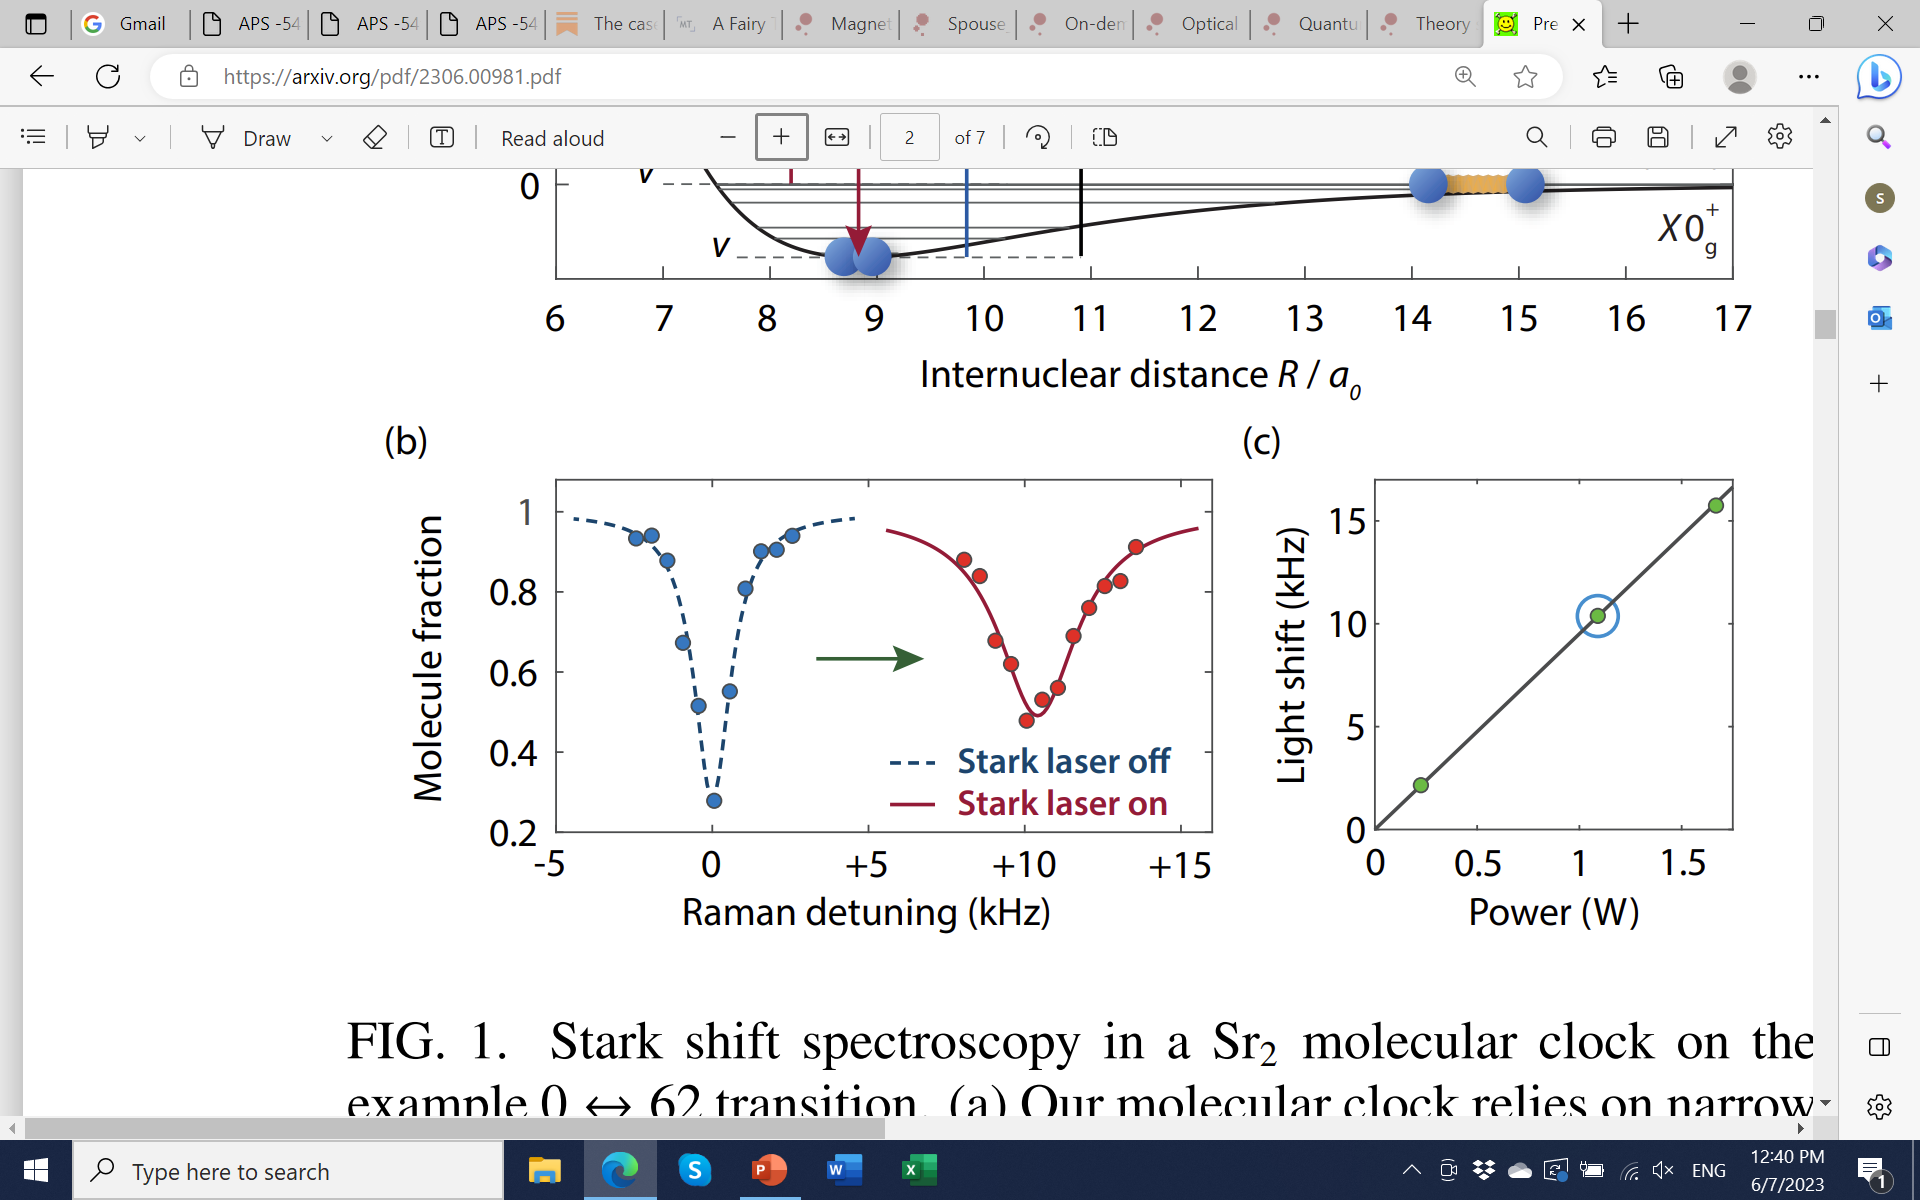 Gmail
APS -54
APS -54
APS -54
The case
MT.
A Fairy T
Magnet
Spouse_
On-den
Optical
Quantu
Theory
Pre
https://arxiv.org/pdf/2306.00981.pdf
Draw
T
Read aloud
2
of 7
S
0
v
v
X0
+
g
6 7 8 9 10 11 12 13 14 15 16 17
Internuclear distance R / a0
(b)
Molecule fraction
1
0.8
0.6
0.4
0.2
Stark laser off
Stark laser on
-5 0 +5 +10 +15
Raman detuning (kHz)
(c)
Light shift (kHz)
15
10
5
0
0 0.5 1 1.5
Power (W)
FIG. 1. Stark shift spectroscopy in a Sr2 molecular clock on the
example 0 ↔ 62 transition. (a) Our molecular clock relies on narrow
Type here to search
ENG
12:40 PM
6/7/2023
1